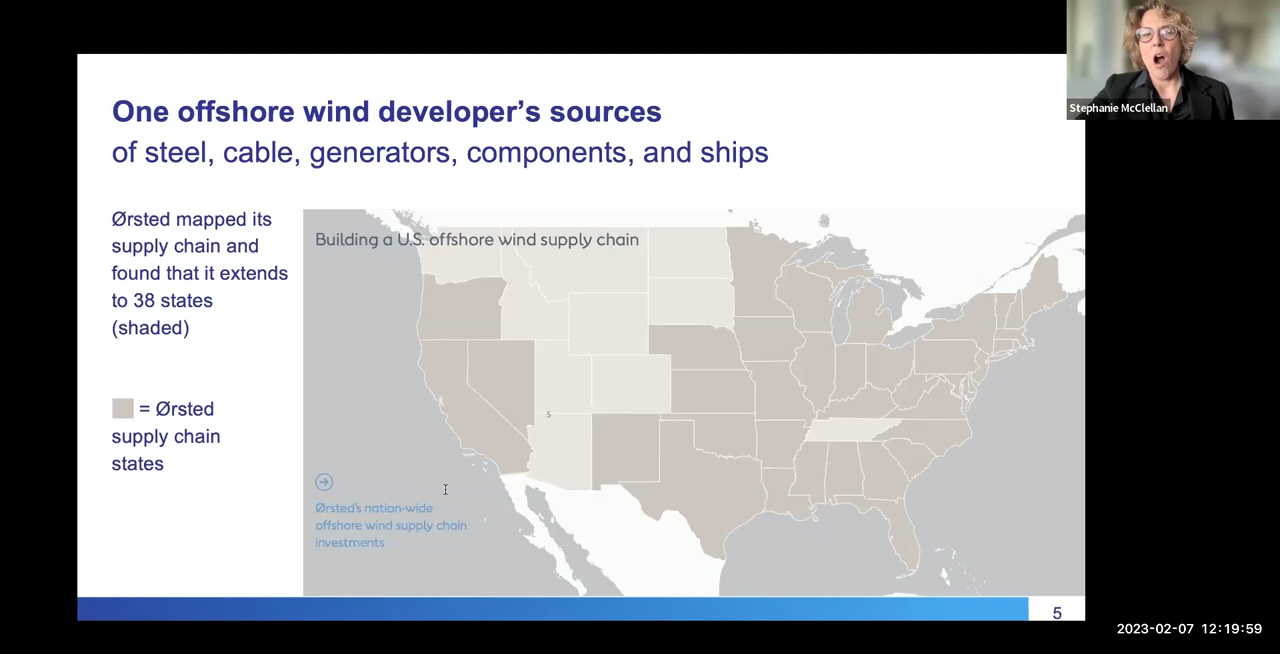 Stephanie McClellan
One offshore wind developer's sources
of steel, cable, generators, components, and ships
Ørsted mapped its
supply chain and
found that it extends
to 38 states
(shaded)
= Ørsted
supply chain
states
Building a U.S. offshore wind supply chain
5
Ørsted's nation-wide
offshore wind supply chain
investments
5
2023-02-07 12:19:59